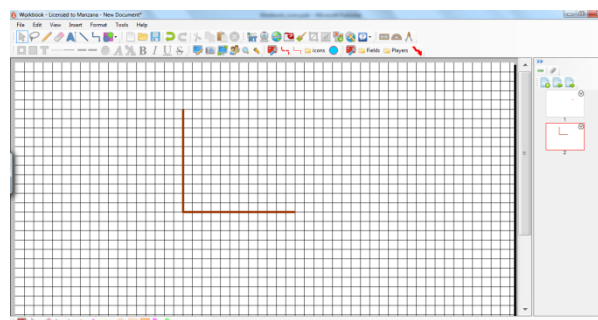 Workbook - Licensed to Manzana - New Document*
File Edit View Insert Format Tools Help
T A B I U S icons Fields Players
1
2